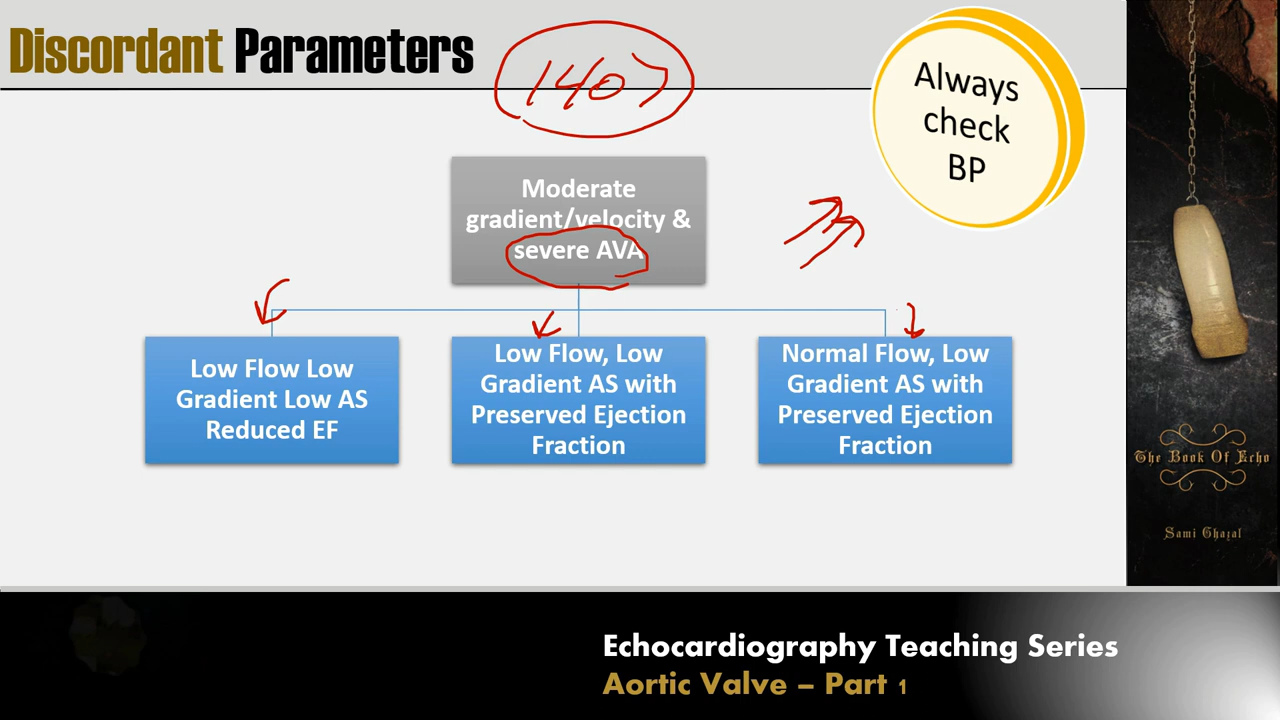 Discordant Parameters
Always
check
BP
Moderate
gradient/velocity &
severe AVA
Low Flow Low
Gradient Low AS
Reduced EF
Low Flow, Low
Gradient AS with
Preserved Ejection
Fraction
Normal Flow, Low
Gradient AS with
Preserved Ejection
Fraction
The Book Of Echo
Sami Ghazal
Echocardiography Teaching Series
Aortic Valve – Part 1